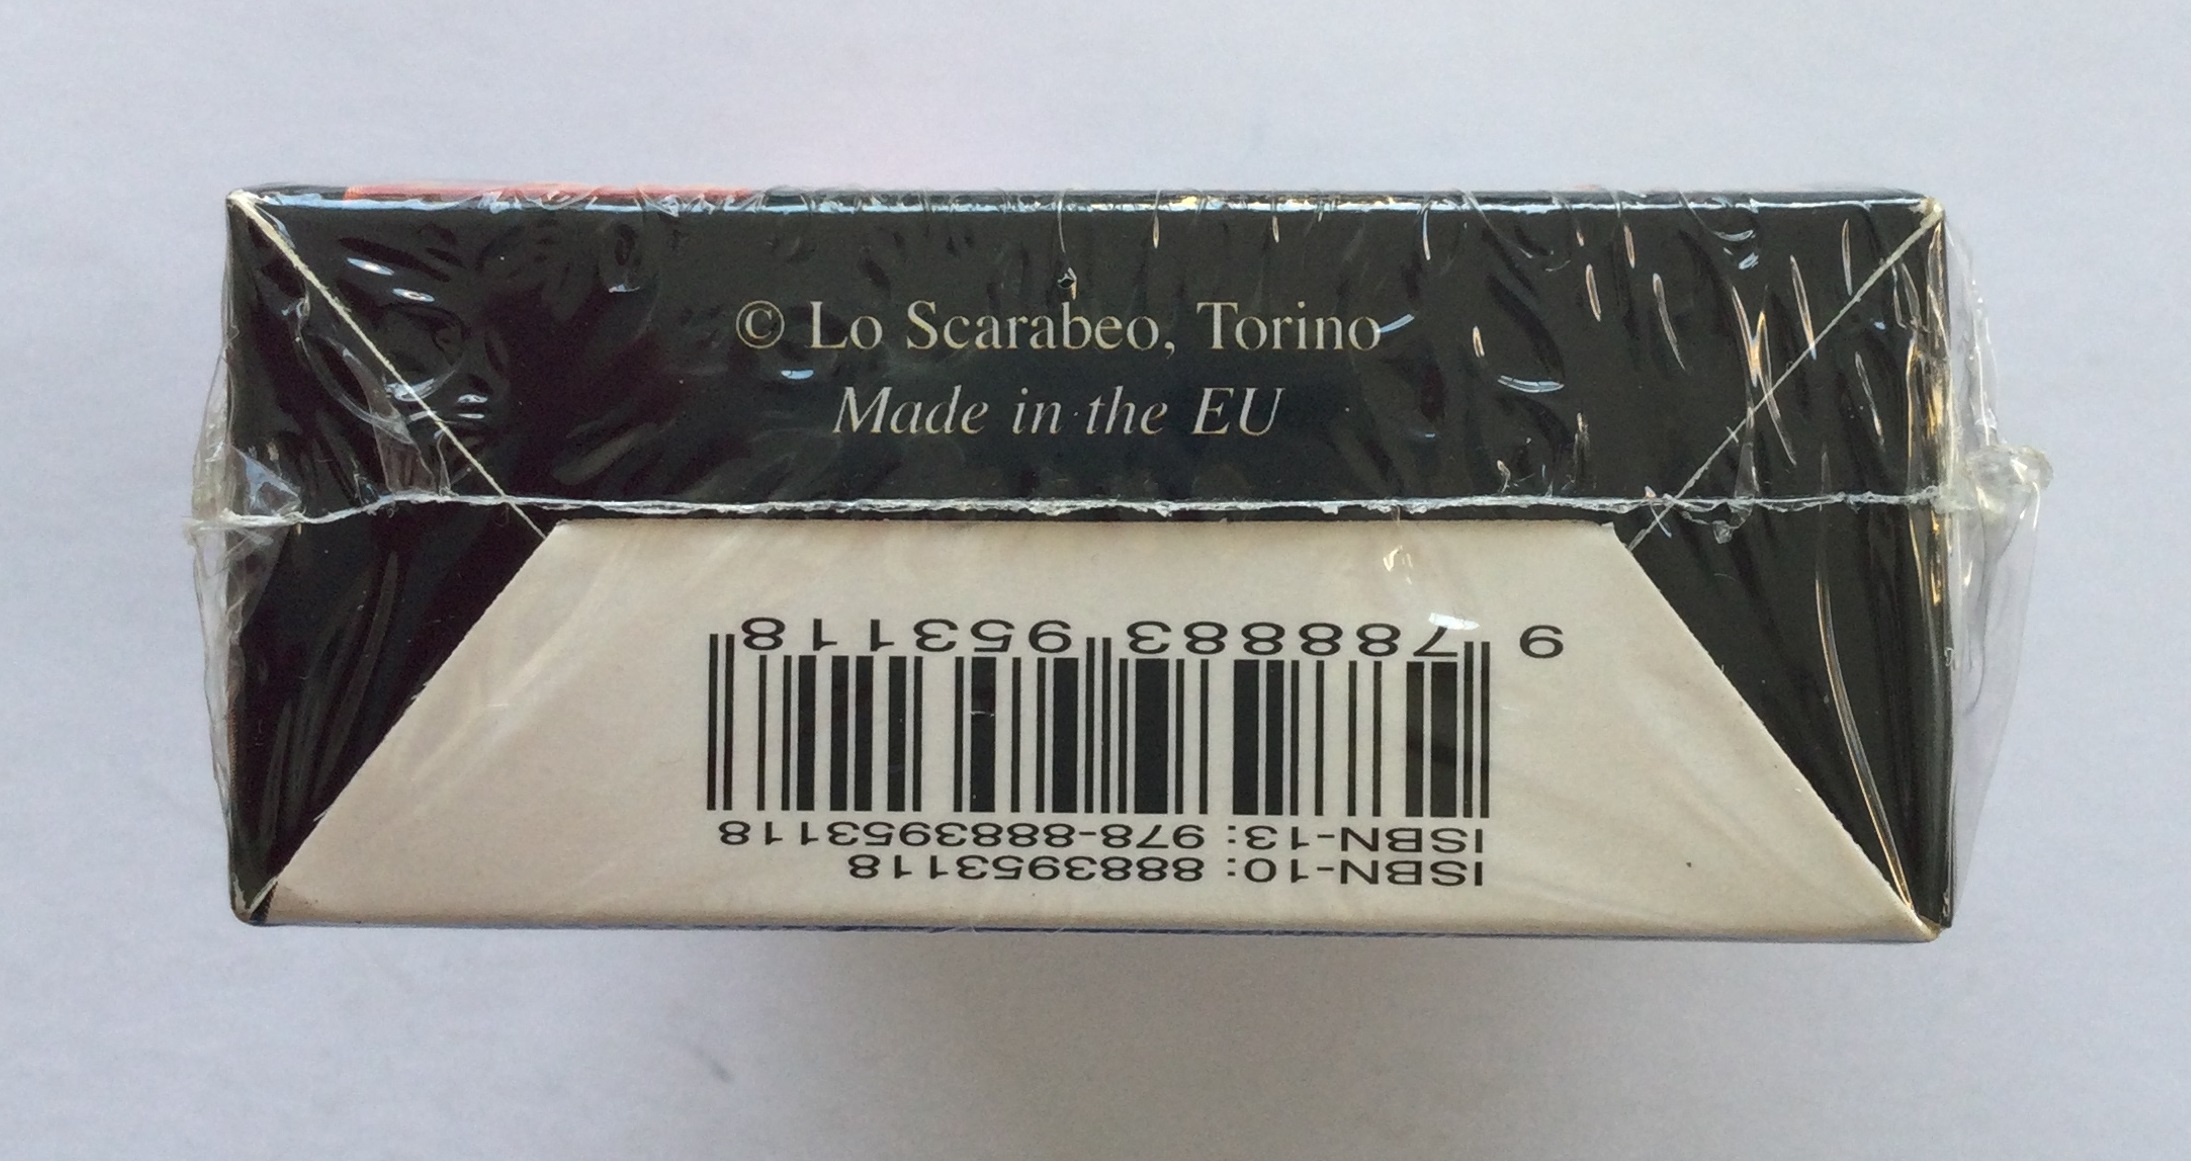 © Lo Scarabeo, Torino
Made in the EU
ISBN-10: 8883953118
ISBN-13: 978-8883953118
9 788883 953118